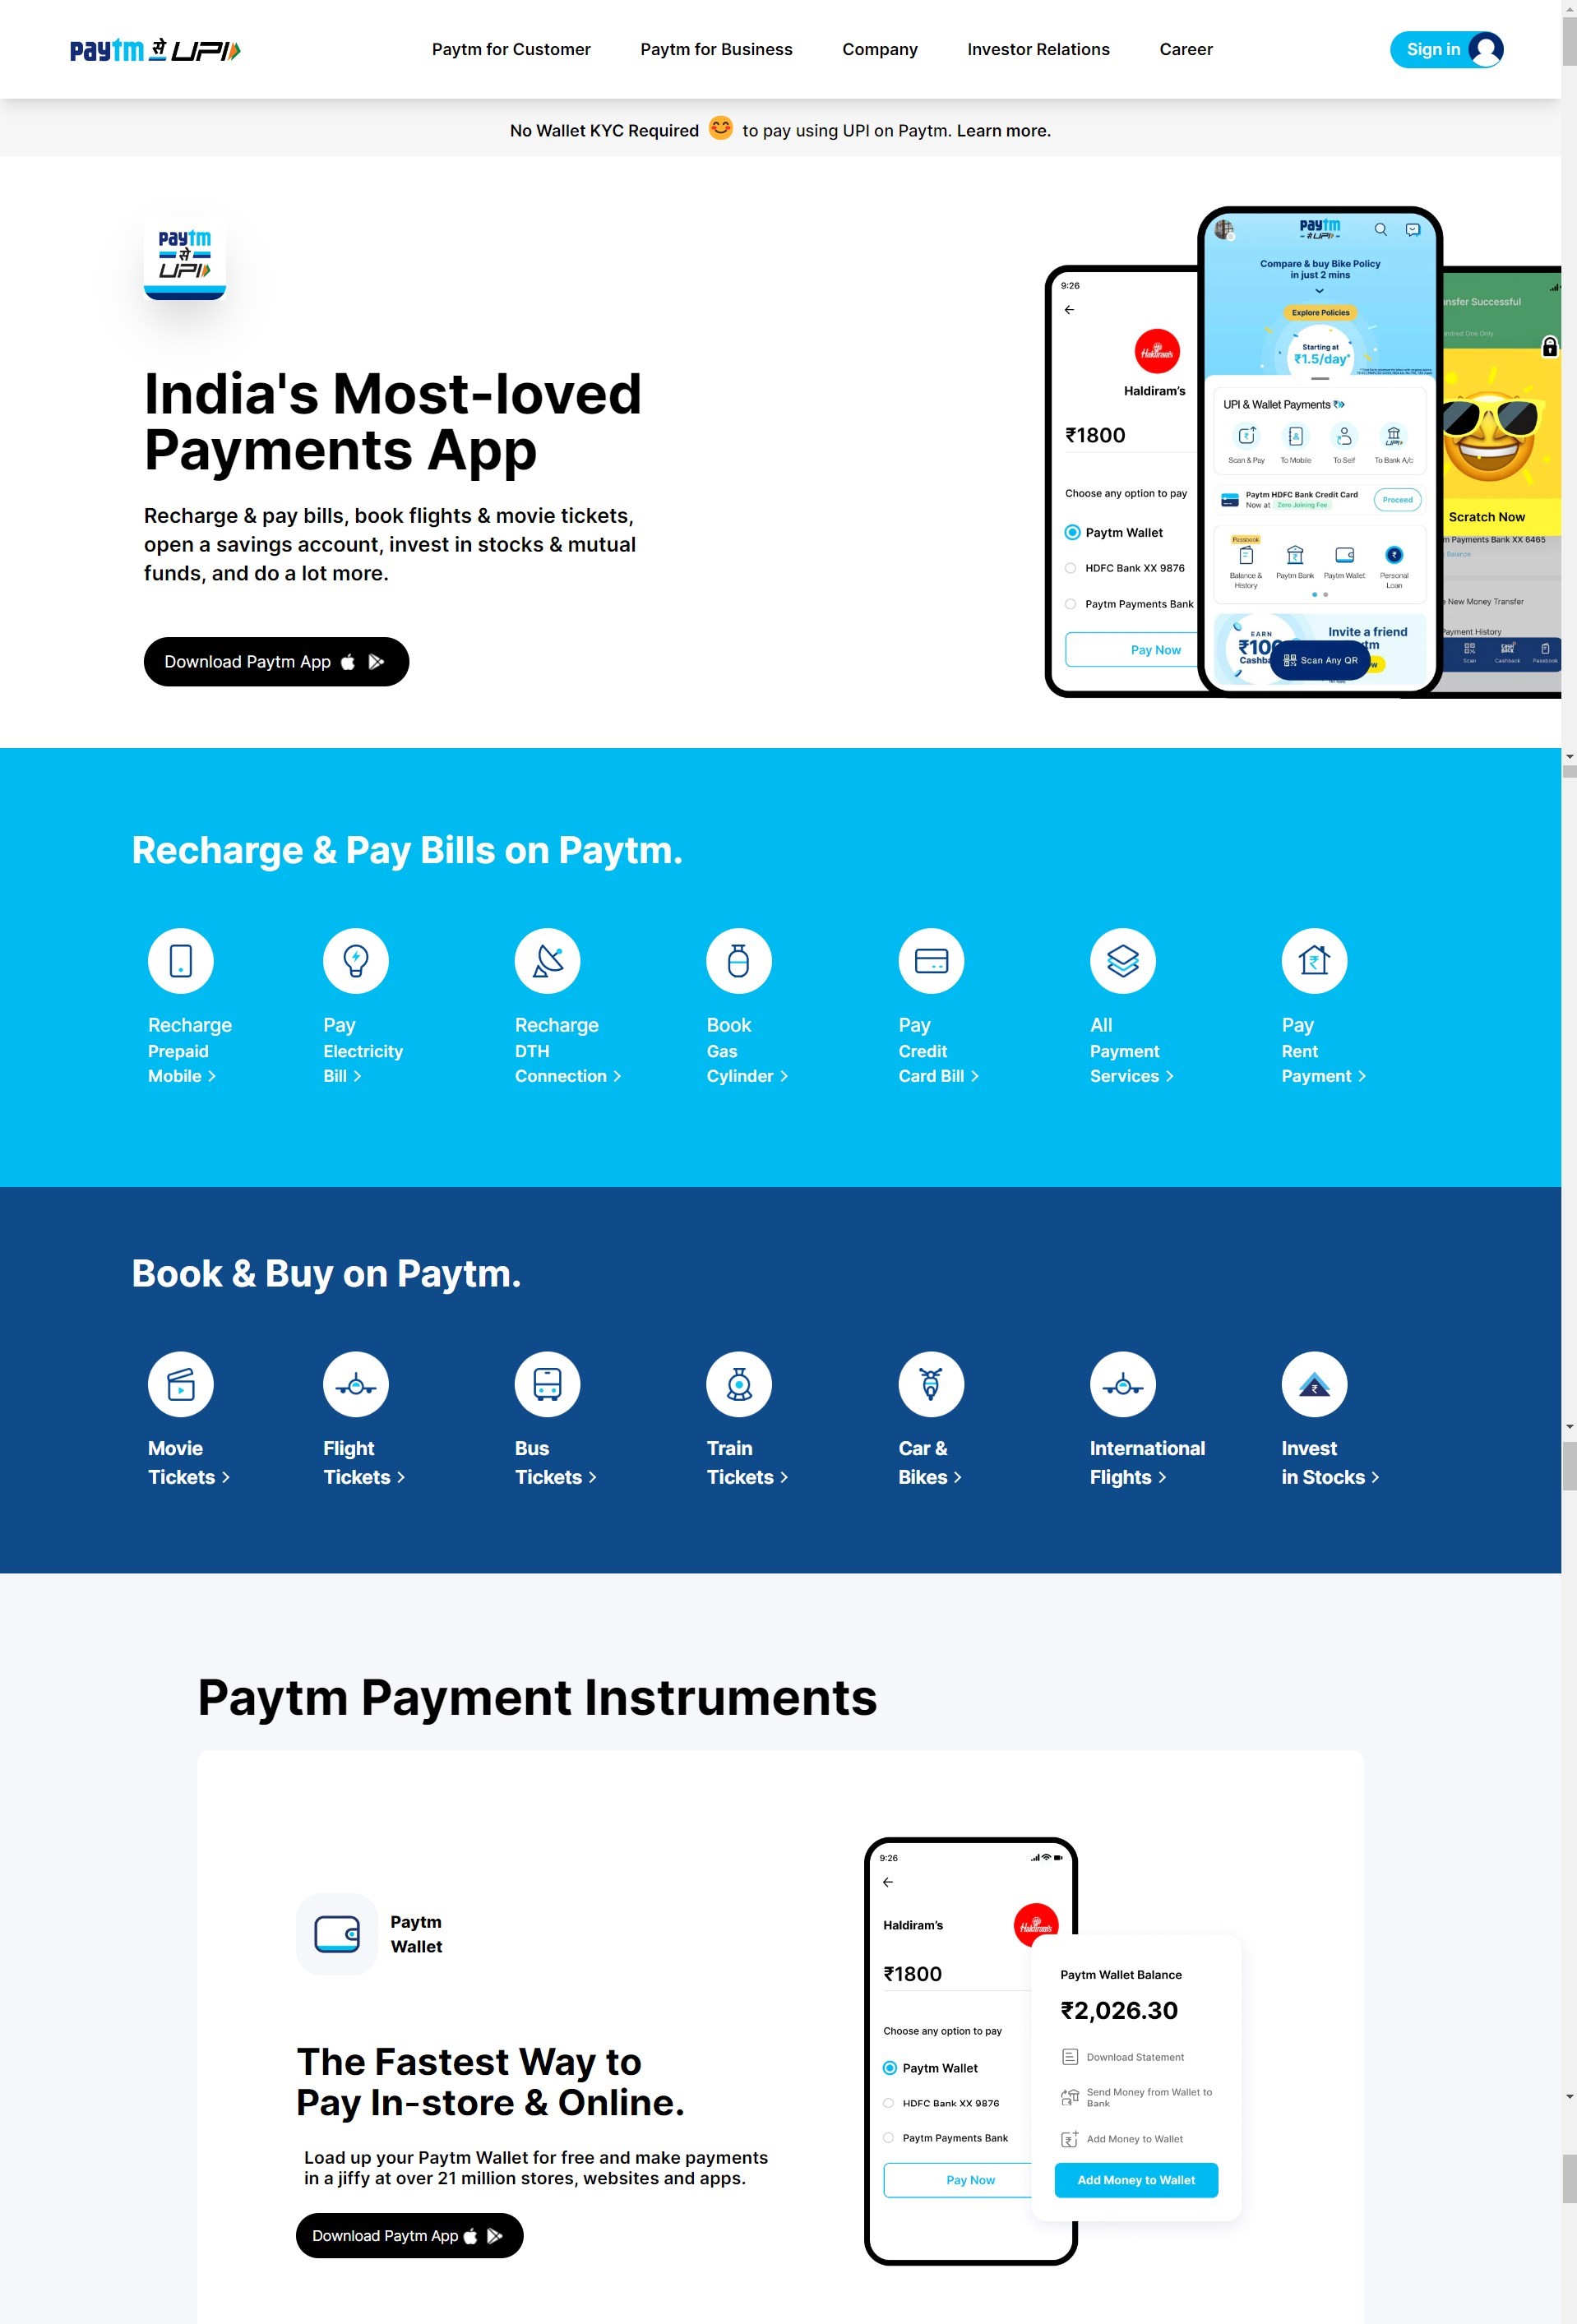 paytm से UPI
Paytm for Customer
Paytm for Business
Company
Investor Relations
Career
Sign in
No Wallet KYC Required 😊 to pay using UPI on Paytm. Learn more.
paytm
से
UPI
India's Most-loved
Payments App
Recharge & pay bills, book flights & movie tickets,
open a savings account, invest in stocks & mutual
funds, and do a lot more.
Download Paytm App
9:26
Haldiram's
Haldiram's
₹1800
Choose any option to pay
Paytm Wallet
HDFC Bank XX 9876
Paytm Payments Bank
Pay Now
paytm
से UPI
Compare & buy Bike Policy
in just 2 mins
Explore Policies
Starting at
₹1.5/day*
UPI & Wallet Payments
Scan & Pay
To Mobile
To Self
To Bank A/c
Paytm HDFC Bank Credit Card
Now at Zero Joining Fee
Proceed
Passbook
Balance &
History
Paytm Bank
Paytm Wallet
Personal
Loan
EARN
₹100
Cashba
Invite a friend
tm
w
Scan Any QR
nsfer Successful
ndred One Only
Scratch Now
m Payments Bank XX 6465
Balance
New Money Transfer
Payment History
Scan
Cashback
Passbook
Recharge & Pay Bills on Paytm.
Recharge
Prepaid
Mobile >
Pay
Electricity
Bill >
Recharge
DTH
Connection >
Book
Gas
Cylinder >
Pay
Credit
Card Bill >
All
Payment
Services >
Pay
Rent
Payment >
Book & Buy on Paytm.
Movie
Tickets >
Flight
Tickets >
Bus
Tickets >
Train
Tickets >
Car &
Bikes >
International
Flights >
Invest
in Stocks >
Paytm Payment Instruments
Paytm
Wallet
The Fastest Way to
Pay In-store & Online.
Load up your Paytm Wallet for free and make payments
in a jiffy at over 21 million stores, websites and apps.
Download Paytm App
9:26
Haldiram's
Haldiram's
₹1800
Choose any option to pay
Paytm Wallet
HDFC Bank XX 9876
Paytm Payments Bank
Pay Now
Paytm Wallet Balance
₹2,026.30
Download Statement
Send Money from Wallet to
Bank
Add Money to Wallet
Add Money to Wallet